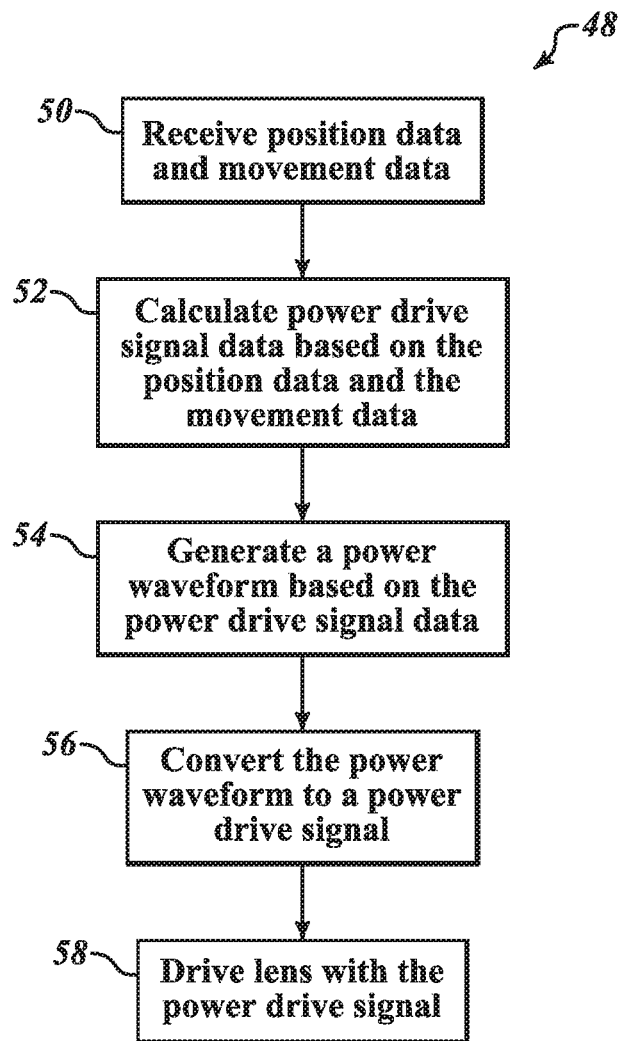 48
50
Receive position data
and movement data
52
Calculate power drive
signal data based on the
position data and the
movement data
54
Generate a power
waveform based on the
power drive signal data
56
Convert the power
waveform to a power
drive signal
58
Drive lens with the
power drive signal